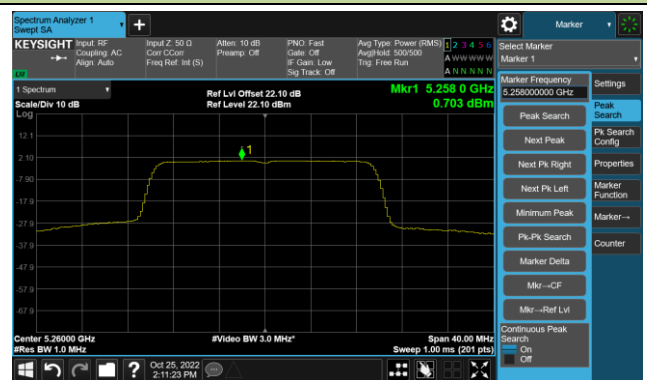 Spectrum Analyzer 1
Swept SA
Marker
KEYSIGHT
Input: RF
Coupling: AC
Align: Auto
Input Z: 50 Ω
Corr CCorr
Freq Ref: Int (S)
Atten: 10 dB
Preamp: Off
PNO: Fast
Gate: Off
IF Gain: Low
Sig Track: Off
Avg Type: Power (RMS)
Avg|Hold: 500/500
Trig: Free Run
1 2 3 4 5 6
A W W W W W
A N N N N N
Select Marker
Marker 1
LXI
1 Spectrum
Scale/Div 10 dB
Log
Ref Lvl Offset 22.10 dB
Ref Level 22.10 dBm
Mkr1 5.258 0 GHz
0.703 dBm
12.1
2.10
-7.90
-17.9
-27.9
-37.9
-47.9
-57.9
-67.9
1
Center 5.26000 GHz
#Res BW 1.0 MHz
#Video BW 3.0 MHz*
Span 40.00 MHz
Sweep 1.00 ms (201 pts)
Marker Frequency
5.258000000 GHz
Peak Search
Next Peak
Next Pk Right
Next Pk Left
Minimum Peak
Pk-Pk Search
Marker Delta
Mkr→CF
Mkr→Ref Lvl
Continuous Peak
Search
On
Off
Settings
Peak
Search
Pk Search
Config
Properties
Marker
Function
Marker→
Counter
?
Oct 25, 2022
2:11:23 PM